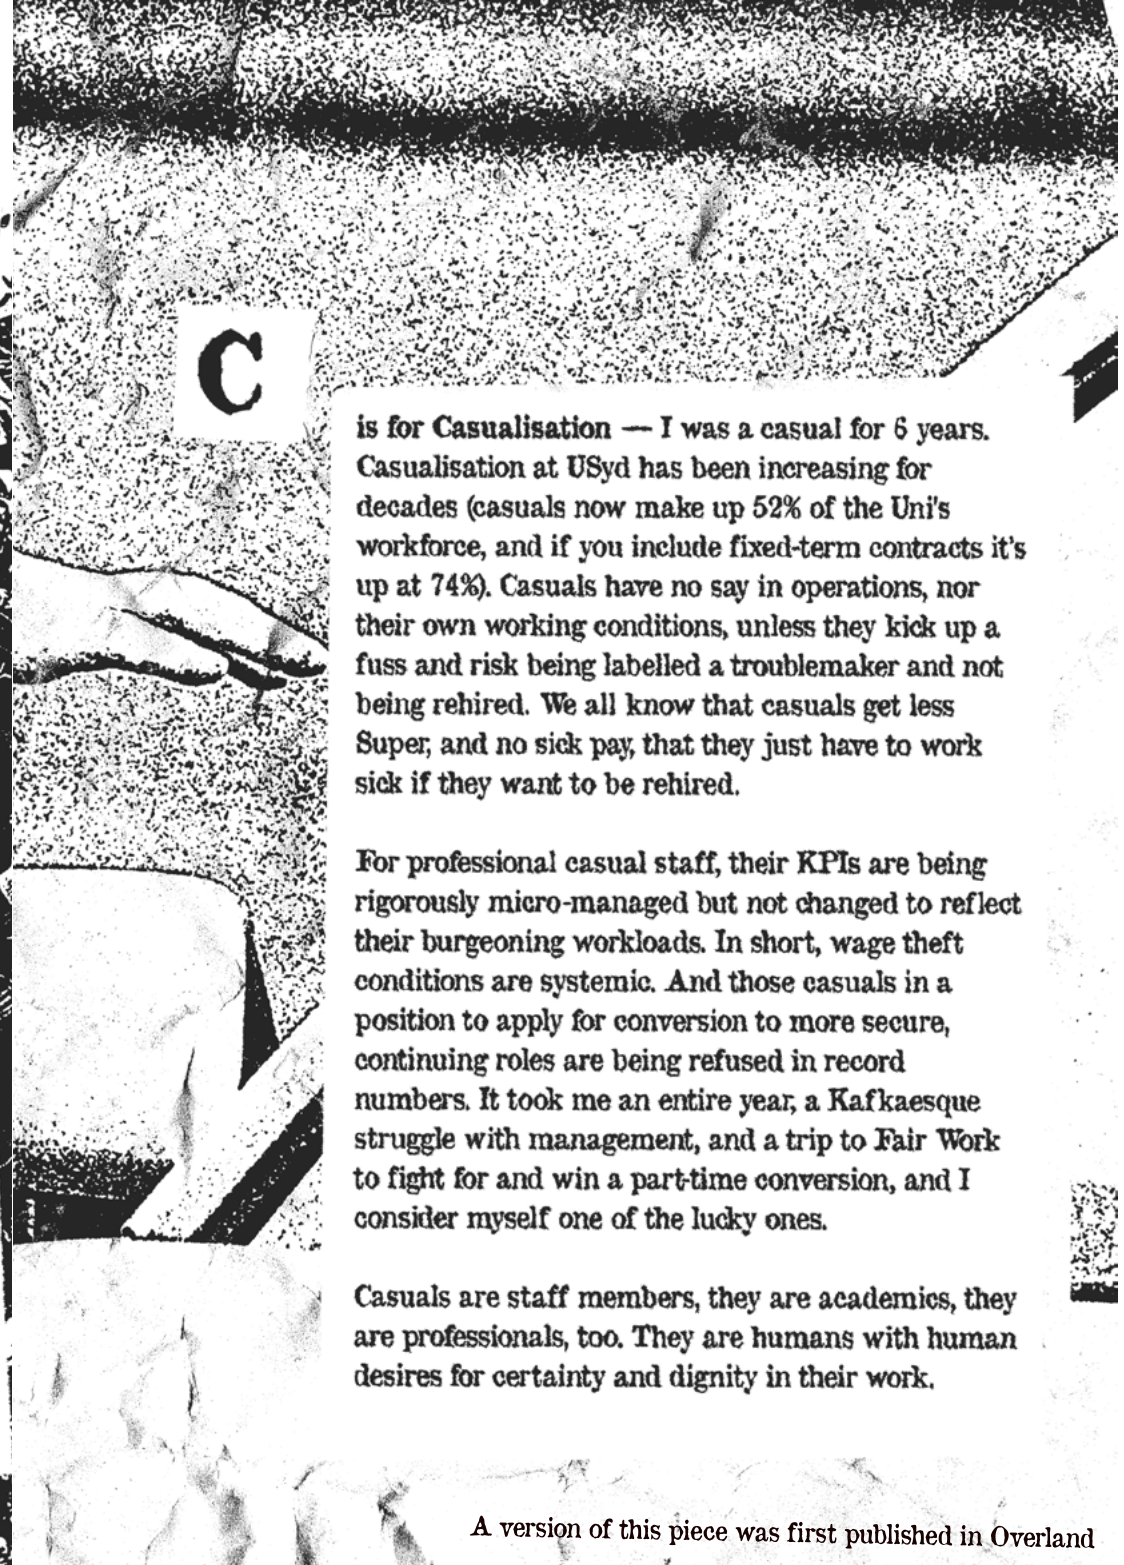 C
is for Casualisation — I was a casual for 6 years.
Casualisation at USyd has been increasing for
decades (casuals now make up 52% of the Uni's
workforce, and if you include fixed-term contracts it's
up at 74%). Casuals have no say in operations, nor
their own working conditions, unless they kick up a
fuss and risk being labelled a troublemaker and not
being rehired. We all know that casuals get less
Super, and no sick pay, that they just have to work
sick if they want to be rehired.
For professional casual staff, their KPIs are being
rigorously micro-managed but not changed to reflect
their burgeoning workloads. In short, wage theft
conditions are systemic. And those casuals in a
position to apply for conversion to more secure,
continuing roles are being refused in record
numbers. It took me an entire year, a Kafkaesque
struggle with management, and a trip to Fair Work
to fight for and win a part-time conversion, and I
consider myself one of the lucky ones.
Casuals are staff members, they are academics, they
are professionals, too. They are humans with human
desires for certainty and dignity in their work.
A version of this piece was first published in Overland